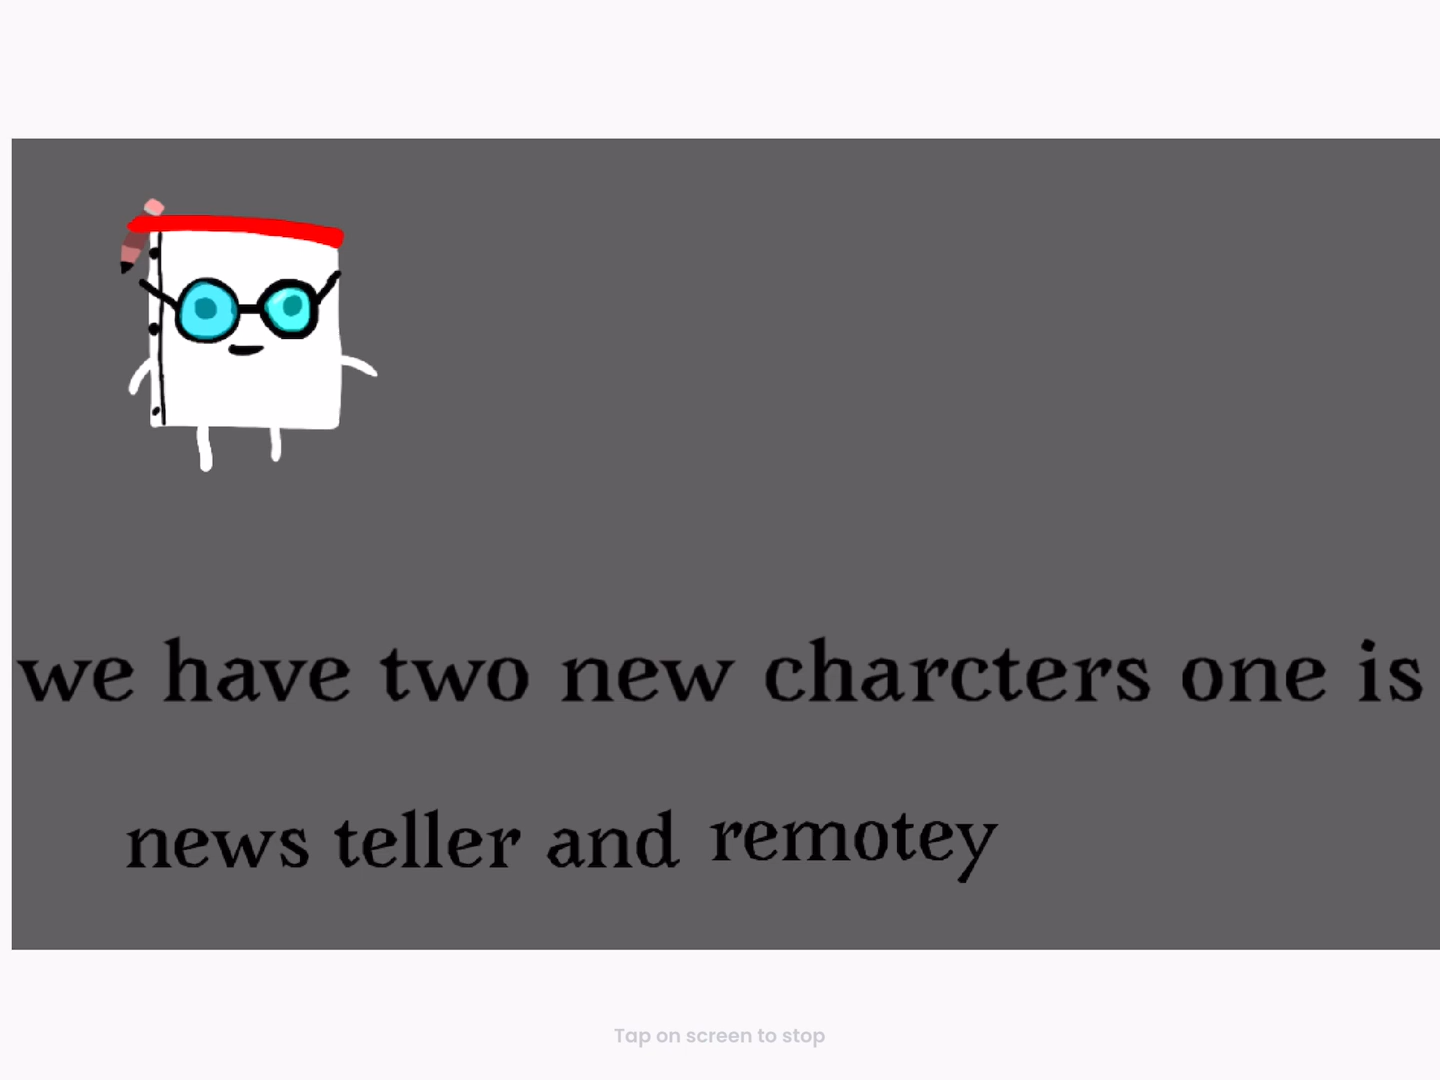 we have two new charcters one is
news teller and remotey
Tap on screen to stop